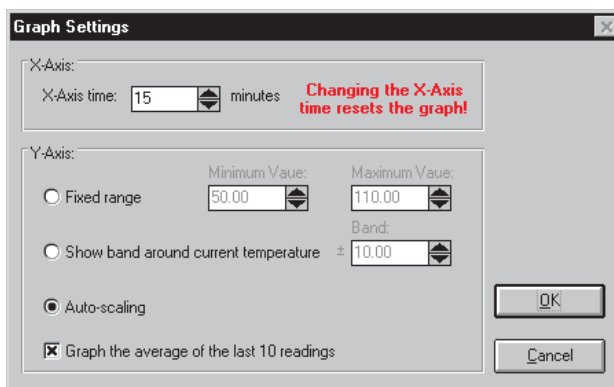 Graph Settings
X-Axis:
X-Axis time: 15 minutes
Changing the X-Axis
time resets the graph!
Y-Axis:
Minimum Vaue: Maximum Vaue:
Fixed range 50.00 110.00
Band:
Show band around current temperature ± 10.00
Auto-scaling
Graph the average of the last 10 readings
OK
Cancel